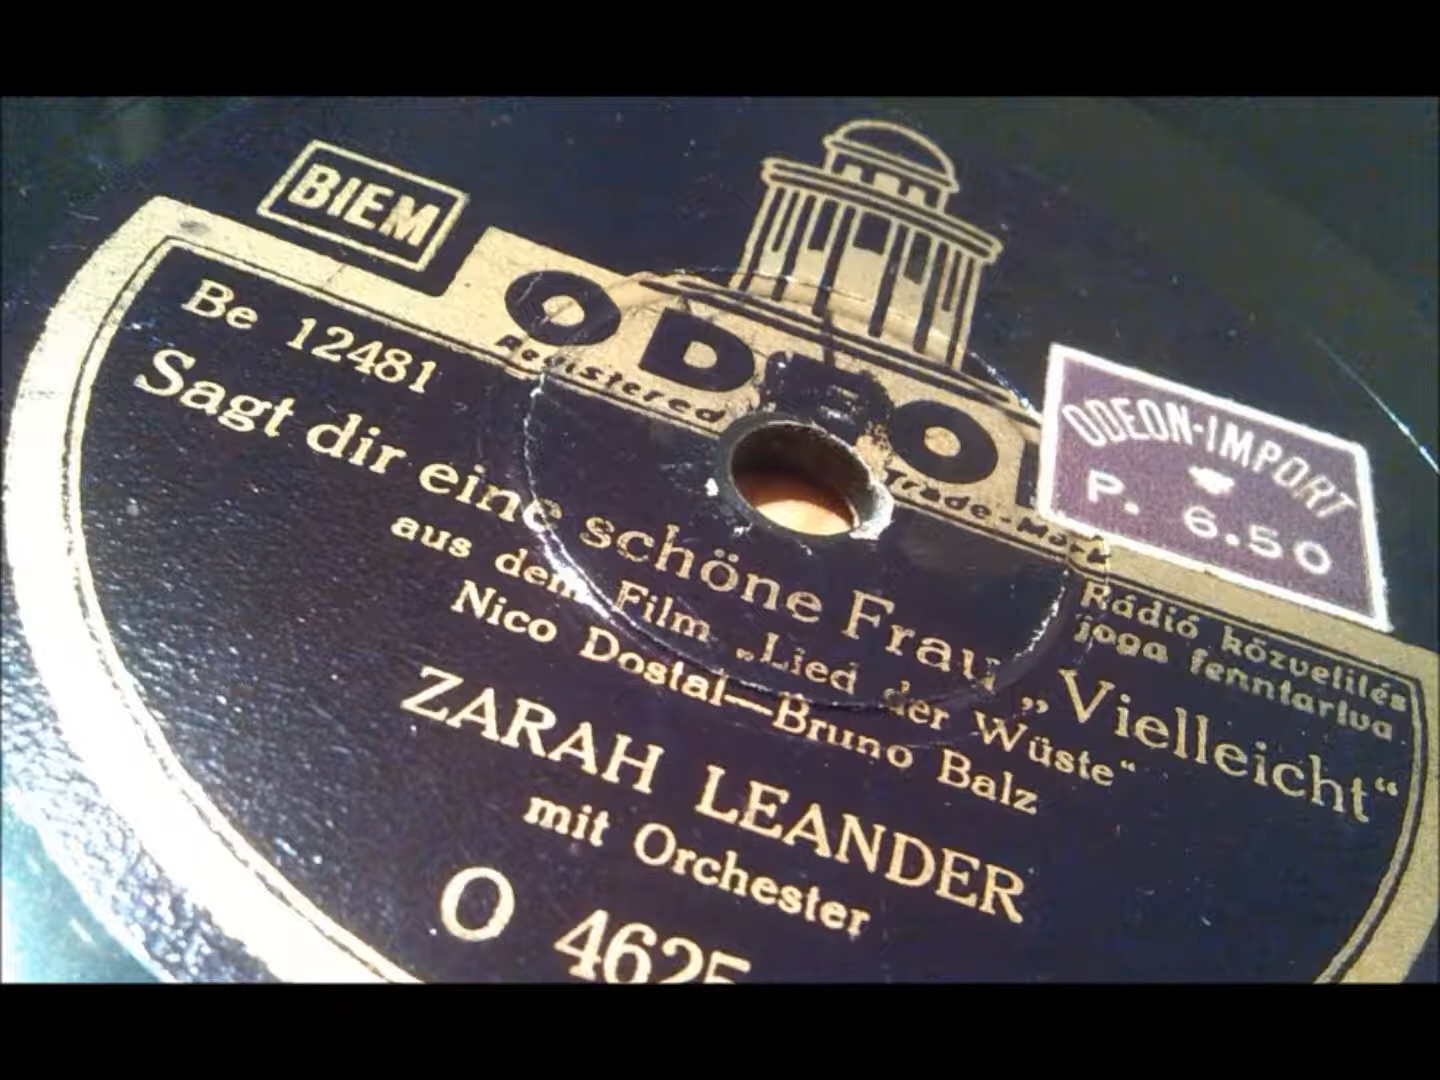 BIEM
ODEON
Registered
Trade-Mark
ODEON-IMPORT
P. 6.50
Be 12481
Rádió közvelités
joga fenntartva.
Sagt dir eine schöne Frau „Vielleicht“
aus dem Film „Lied der Wüste“
Nico Dostal—Bruno Balz
ZARAH LEANDER
mit Orchester
O 4625